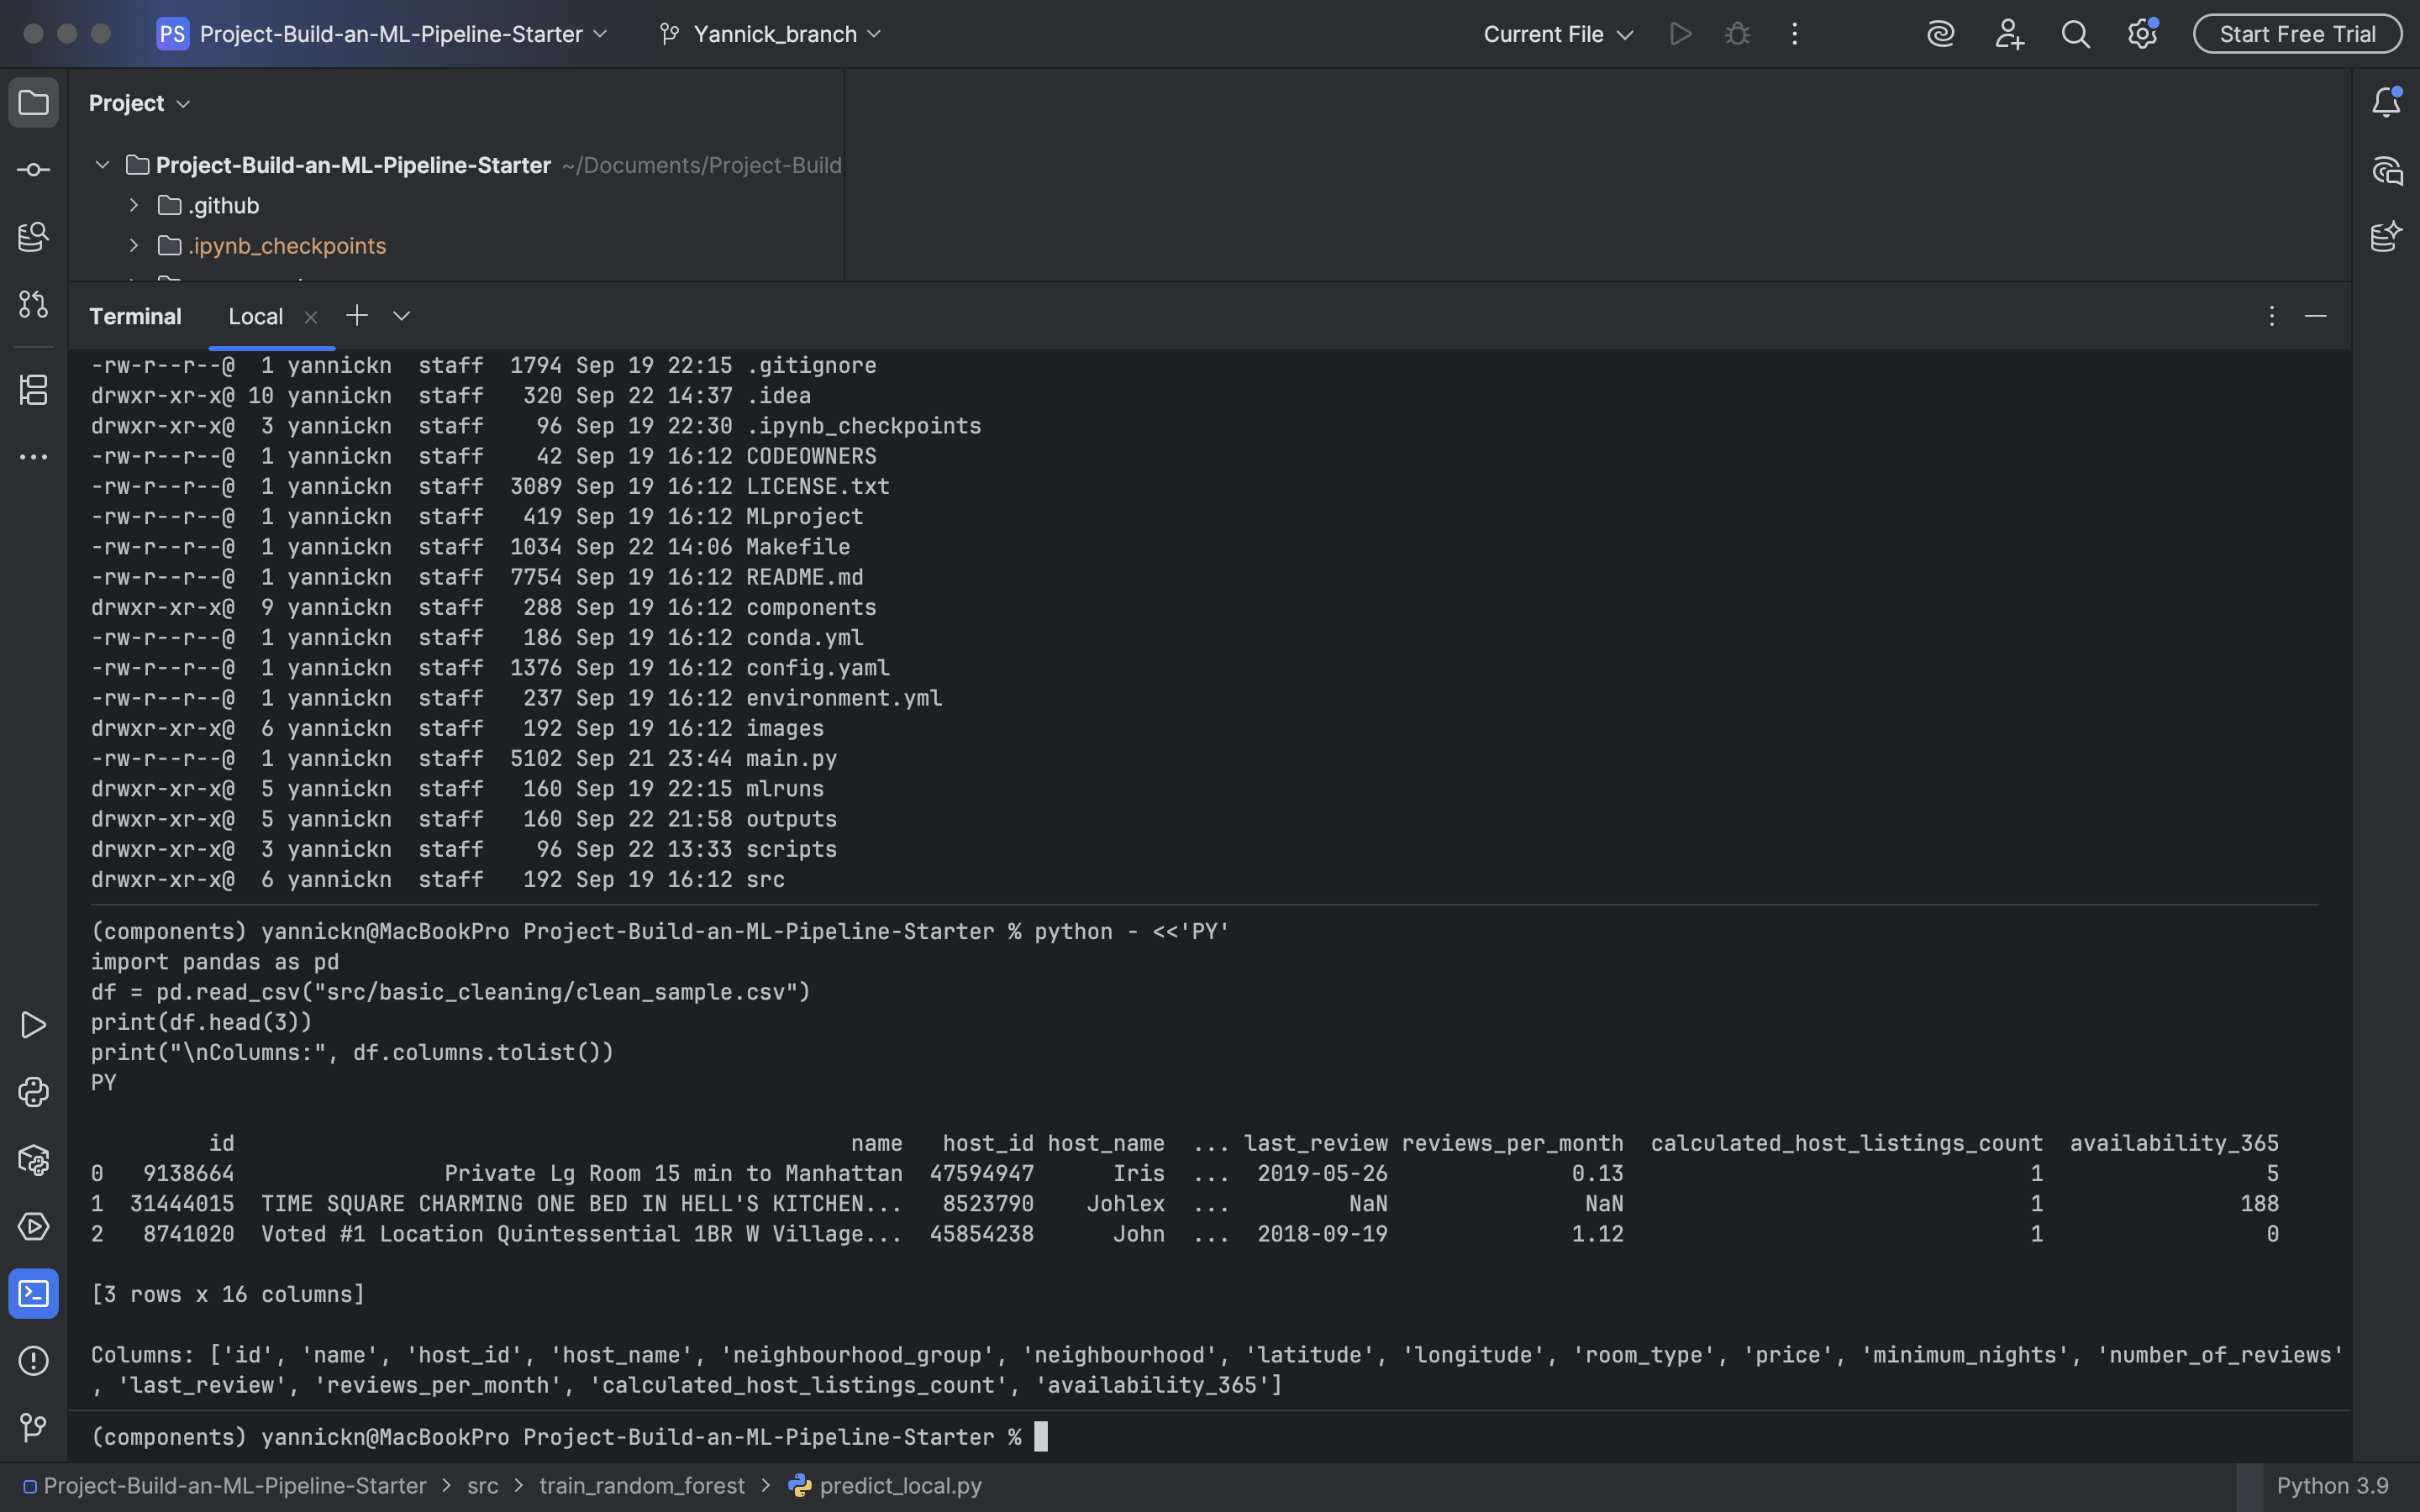 PS Project-Build-an-ML-Pipeline-Starter Yannick_branch Current File Start Free Trial
Project
Project-Build-an-ML-Pipeline-Starter ~/Documents/Project-Build
.github
.ipynb_checkpoints
Terminal Local
-rw-r--r--@  1 yannickn  staff  1794 Sep 19 22:15 .gitignore
drwxr-xr-x@ 10 yannickn  staff   320 Sep 22 14:37 .idea
drwxr-xr-x@  3 yannickn  staff    96 Sep 19 22:30 .ipynb_checkpoints
-rw-r--r--@  1 yannickn  staff    42 Sep 19 16:12 CODEOWNERS
-rw-r--r--@  1 yannickn  staff  3089 Sep 19 16:12 LICENSE.txt
-rw-r--r--@  1 yannickn  staff   419 Sep 19 16:12 MLproject
-rw-r--r--@  1 yannickn  staff  1034 Sep 22 14:06 Makefile
-rw-r--r--@  1 yannickn  staff  7754 Sep 19 16:12 README.md
drwxr-xr-x@  9 yannickn  staff   288 Sep 19 16:12 components
-rw-r--r--@  1 yannickn  staff   186 Sep 19 16:12 conda.yml
-rw-r--r--@  1 yannickn  staff  1376 Sep 19 16:12 config.yaml
-rw-r--r--@  1 yannickn  staff   237 Sep 19 16:12 environment.yml
drwxr-xr-x@  6 yannickn  staff   192 Sep 19 16:12 images
-rw-r--r--@  1 yannickn  staff  5102 Sep 21 23:44 main.py
drwxr-xr-x@  5 yannickn  staff   160 Sep 19 22:15 mlruns
drwxr-xr-x@  5 yannickn  staff   160 Sep 22 21:58 outputs
drwxr-xr-x@  3 yannickn  staff    96 Sep 22 13:33 scripts
drwxr-xr-x@  6 yannickn  staff   192 Sep 19 16:12 src
(components) yannickn@MacBookPro Project-Build-an-ML-Pipeline-Starter % python - <<'PY'
import pandas as pd
df = pd.read_csv("src/basic_cleaning/clean_sample.csv")
print(df.head(3))
print("\nColumns:", df.columns.tolist())
PY
id name host_id host_name ... last_review reviews_per_month calculated_host_listings_count availability_365
0 9138664 Private Lg Room 15 min to Manhattan 47594947 Iris ... 2019-05-26 0.13 1 5
1 31444015 TIME SQUARE CHARMING ONE BED IN HELL'S KITCHEN... 8523790 Johlex ... NaN NaN 1 188
2 8741020 Voted #1 Location Quintessential 1BR W Village... 45854238 John ... 2018-09-19 1.12 1 0
[3 rows x 16 columns]
Columns: ['id', 'name', 'host_id', 'host_name', 'neighbourhood_group', 'neighbourhood', 'latitude', 'longitude', 'room_type', 'price', 'minimum_nights', 'number_of_reviews'
, 'last_review', 'reviews_per_month', 'calculated_host_listings_count', 'availability_365']
(components) yannickn@MacBookPro Project-Build-an-ML-Pipeline-Starter %
Project-Build-an-ML-Pipeline-Starter > src > train_random_forest > predict_local.py Python 3.9